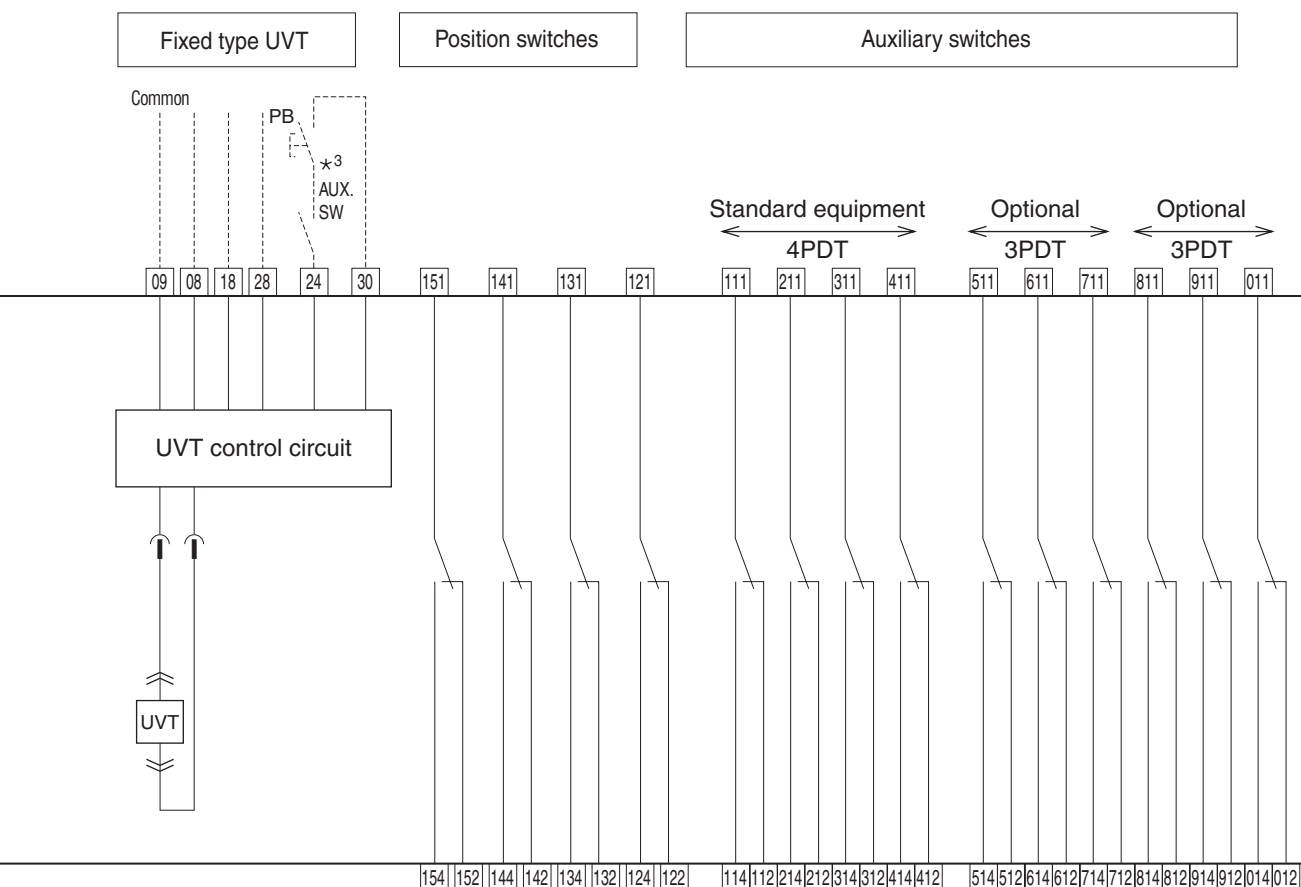 Fixed type UVT
Position switches
Auxiliary switches
Common
PB
*3
AUX.
SW
Standard equipment
Optional
Optional
4PDT
3PDT
3PDT
09 08 18 28 24 30 151 141 131 121 111 211 311 411 511 611 711 811 911 011
UVT control circuit
UVT
154 152 144 142 134 132 124 122 114 112 214 212 314 312 414 412 514 512 614 612 714 712 814 812 914 912 014 012